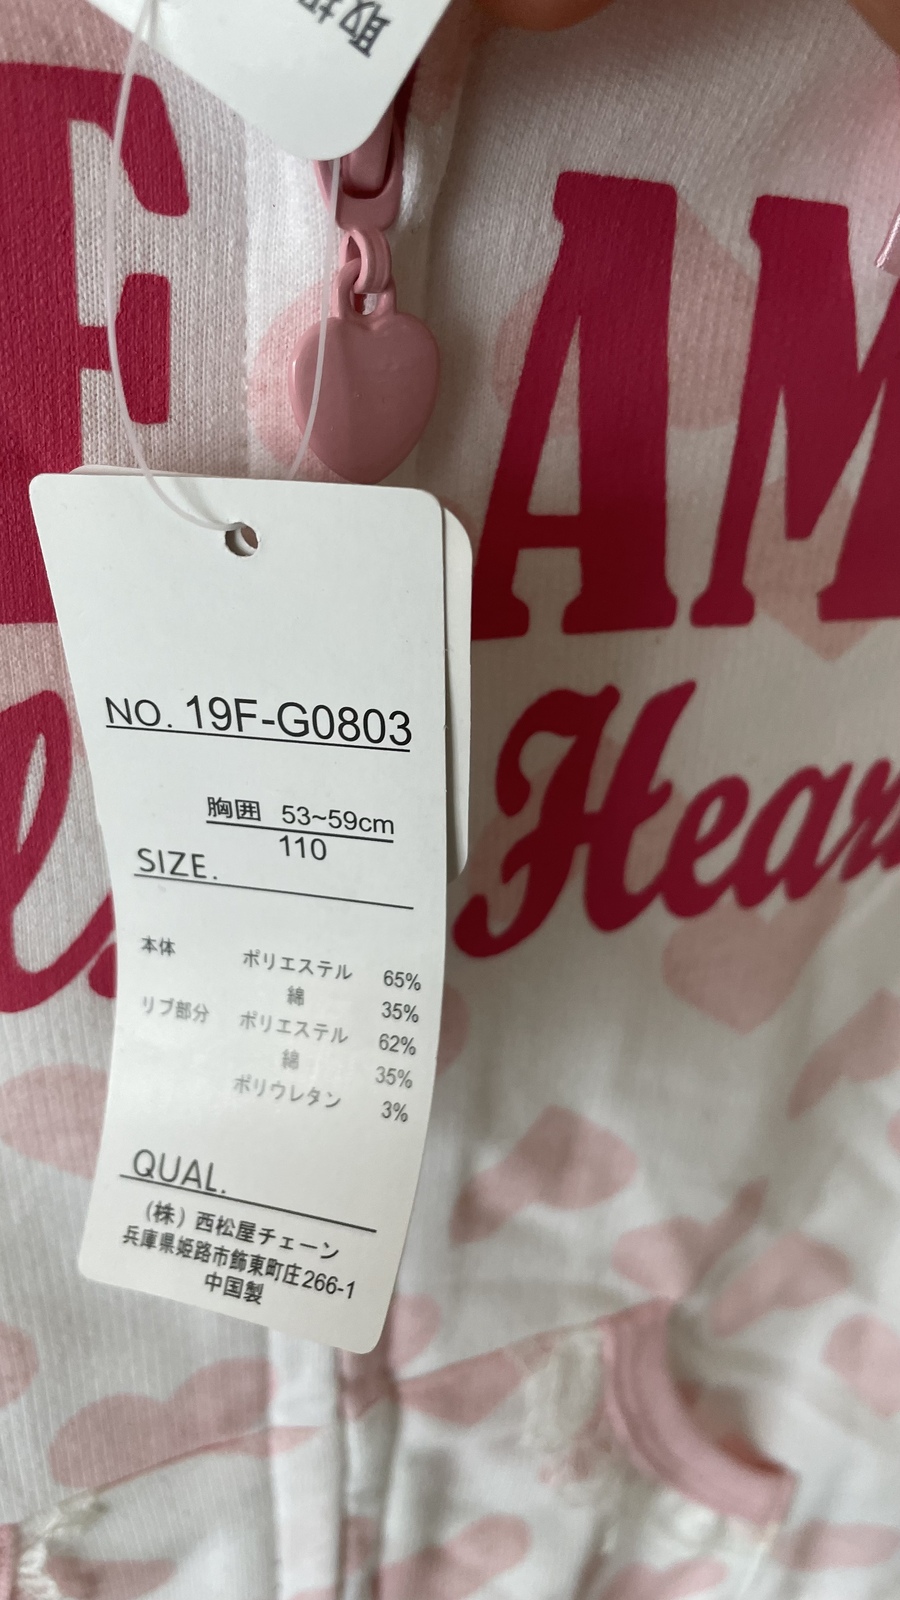 取扱
AM
Hear
NO. 19F-G0803
胸囲 53~59cm
110
SIZE.
本体 ポリエステル 65%
綿 35%
リブ部分 ポリエステル 62%
綿 35%
ポリウレタン 3%
QUAL.
(株)西松屋チェーン
兵庫県姫路市飾東町庄266-1
中国製